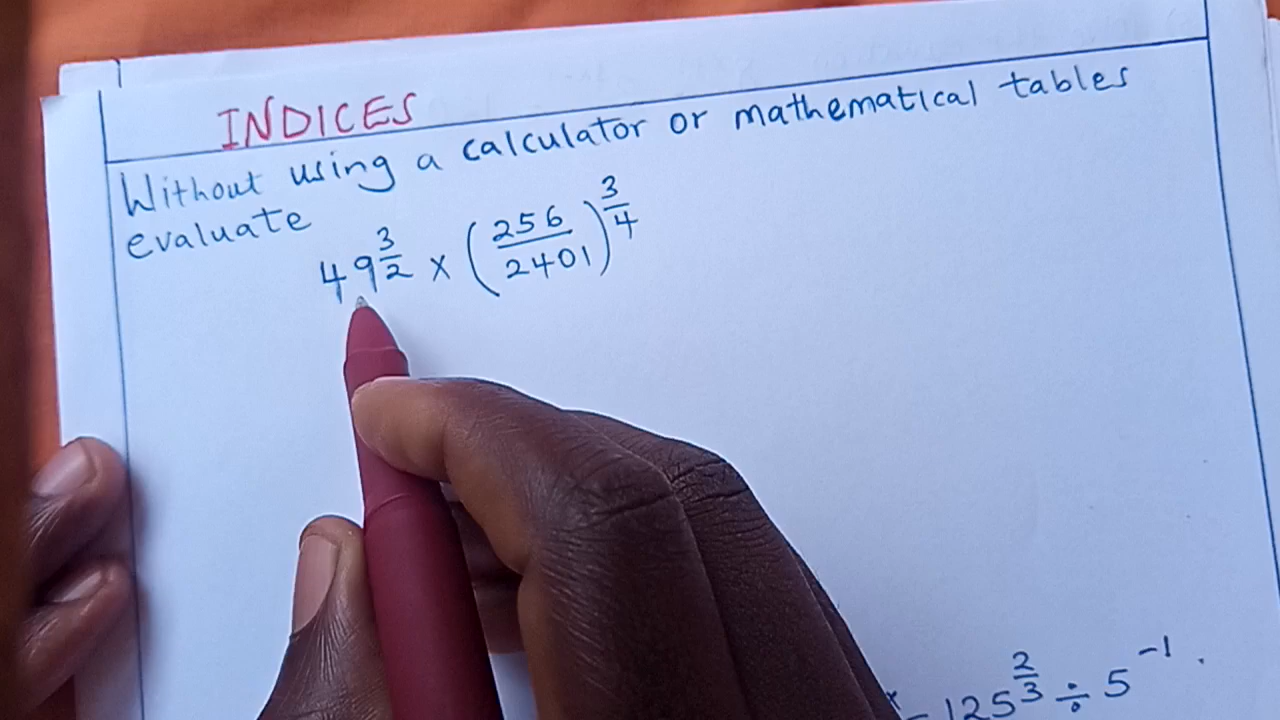 INDICES
Without using a calculator or mathematical tables
evaluate
49^(3/2) × (256/2401)^(3/4)
= 125^(2/3) ÷ 5^(-1).